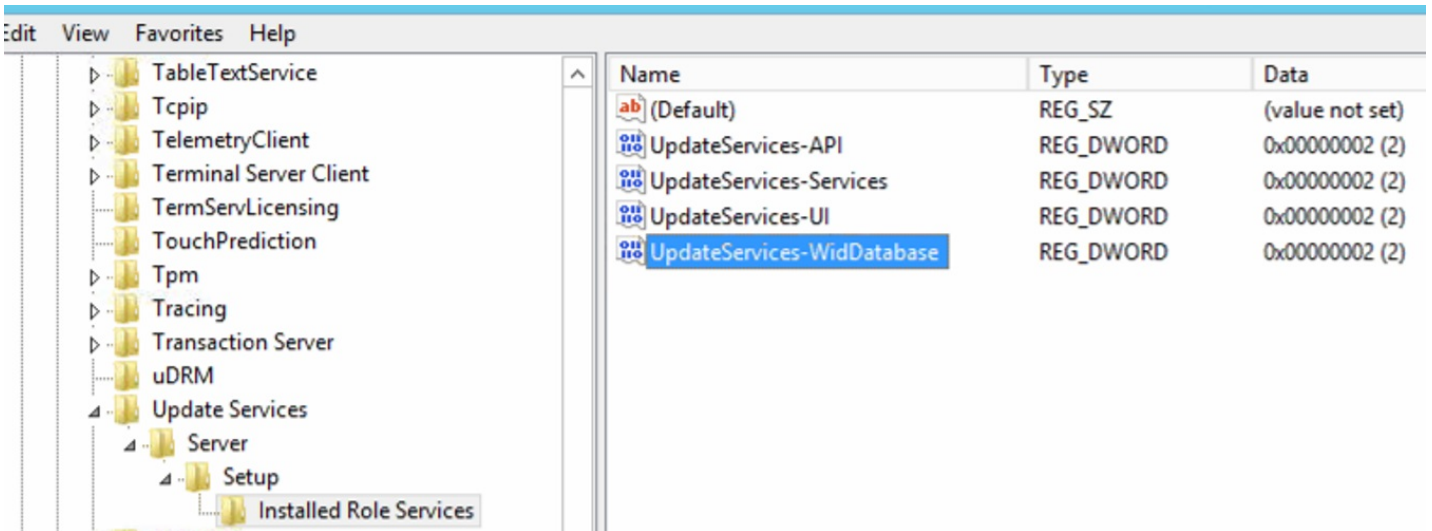 Edit View Favorites Help
TableTextService
Tcpip
TelemetryClient
Terminal Server Client
TermServLicensing
TouchPrediction
Tpm
Tracing
Transaction Server
uDRM
Update Services
Server
Setup
Installed Role Services
Name Type Data
ab (Default) REG_SZ (value not set)
UpdateServices-API REG_DWORD 0x00000002 (2)
UpdateServices-Services REG_DWORD 0x00000002 (2)
UpdateServices-UI REG_DWORD 0x00000002 (2)
UpdateServices-WidDatabase REG_DWORD 0x00000002 (2)